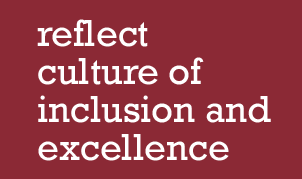 reflect
culture of
inclusion and
excellence